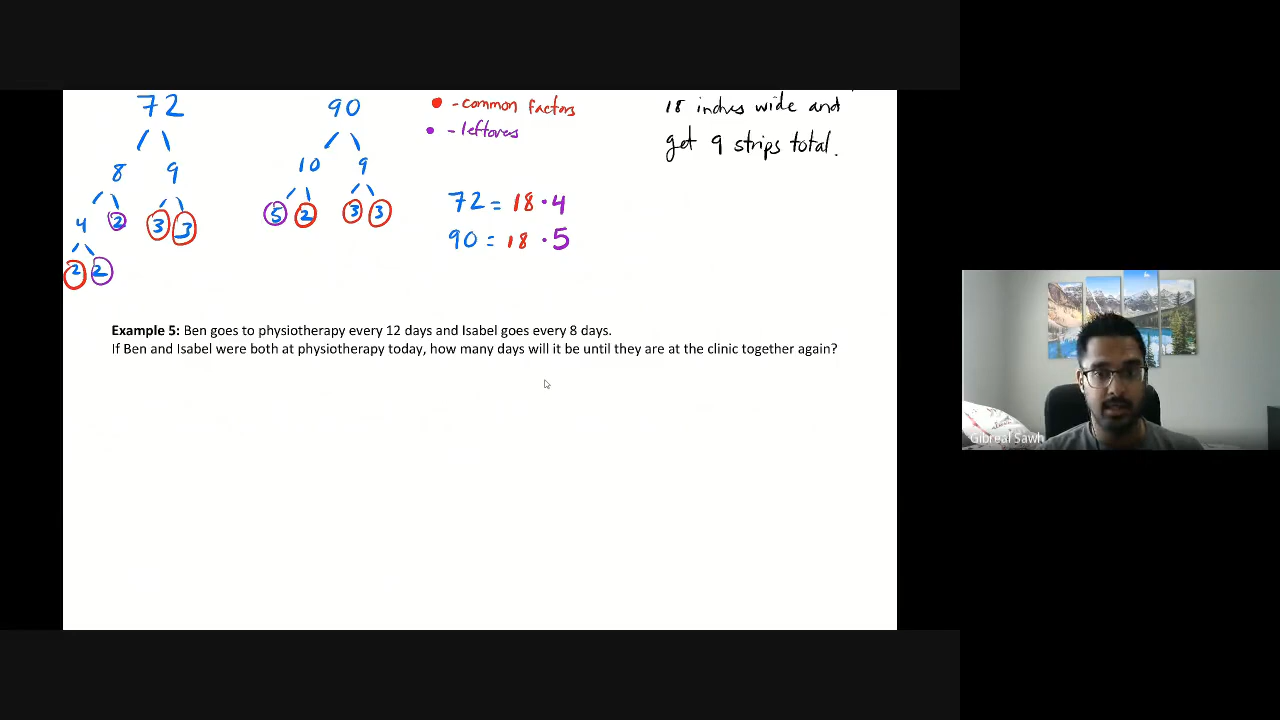 72
90
- common factors
- leftovers
18 inches wide and
get 9 strips total.
8 9
10 9
4 2 3 3
5 2 3 3
2 2
72 = 18 · 4
90 = 18 · 5
Example 5: Ben goes to physiotherapy every 12 days and Isabel goes every 8 days.
If Ben and Isabel were both at physiotherapy today, how many days will it be until they are at the clinic together again?
Gibreal Sawh